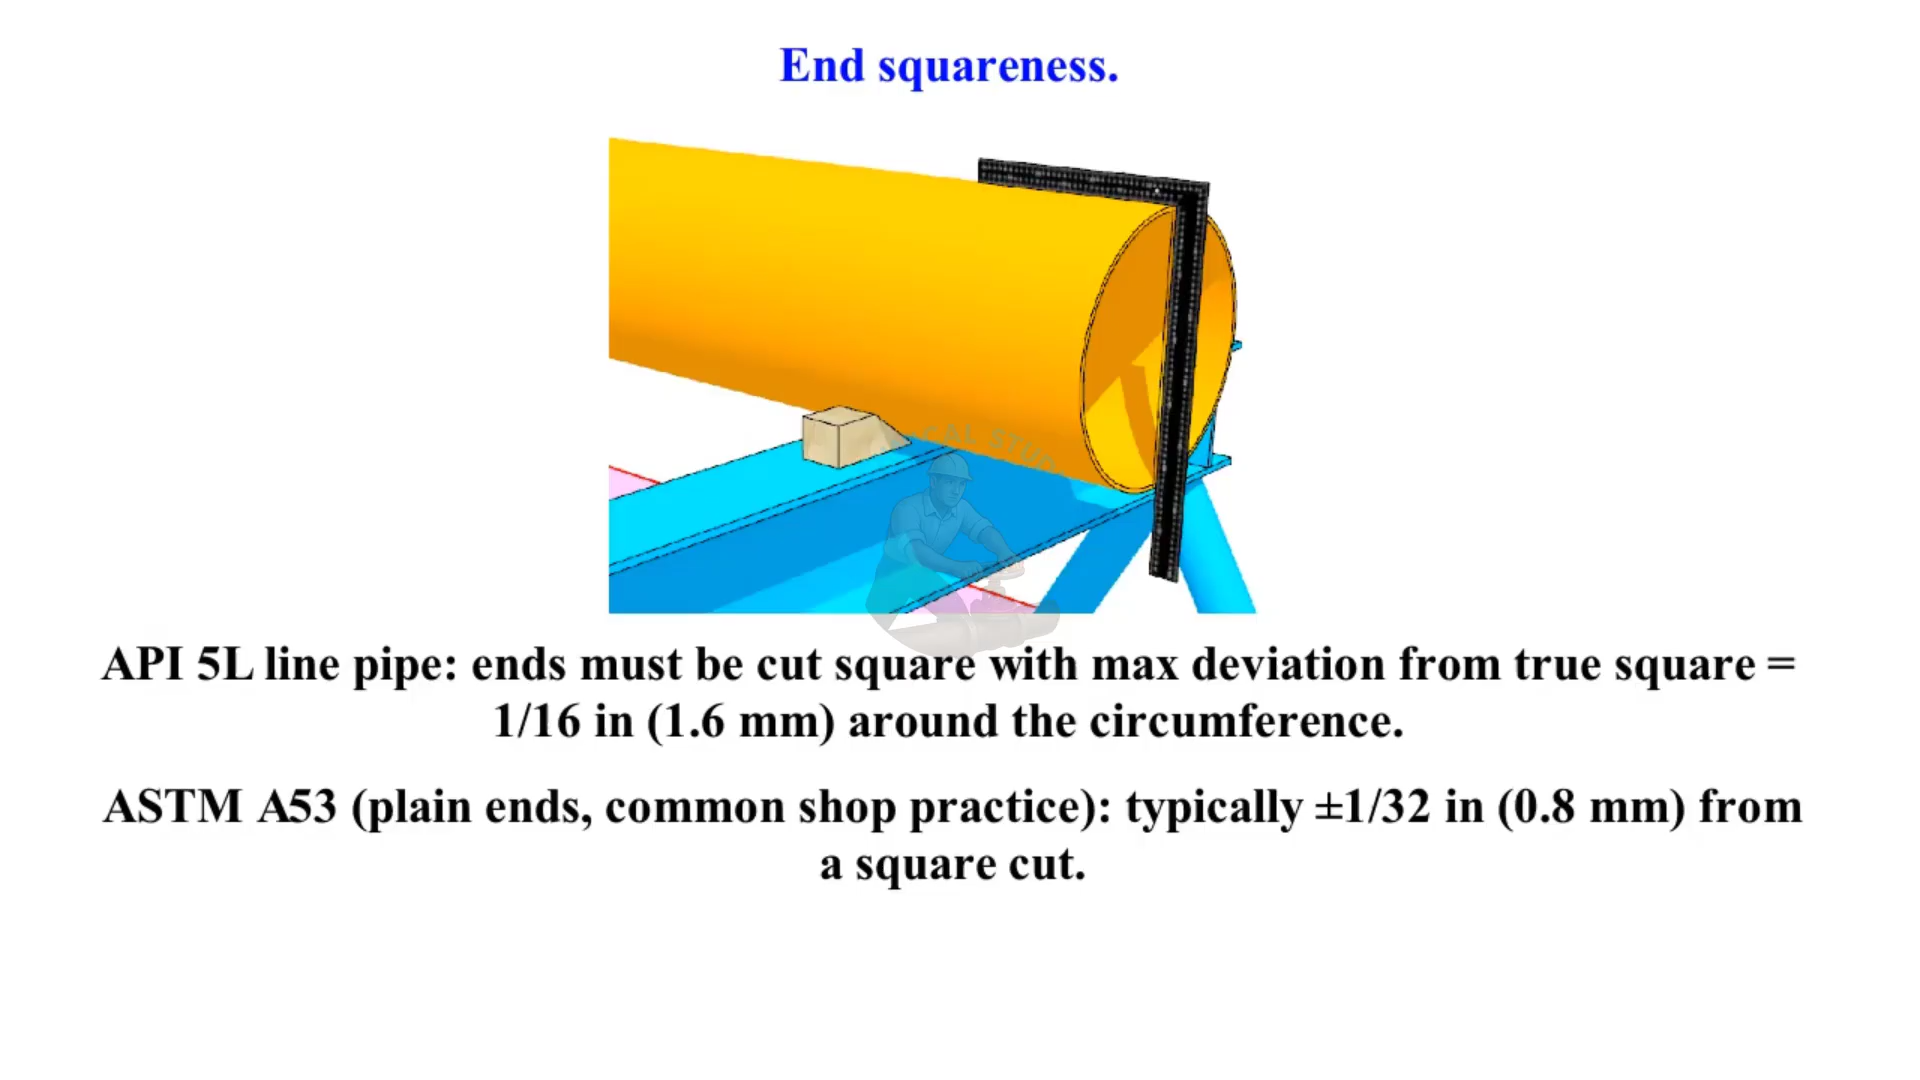 End squareness.
CAL STUD
API 5L line pipe: ends must be cut square with max deviation from true square =
1/16 in (1.6 mm) around the circumference.
ASTM A53 (plain ends, common shop practice): typically ±1/32 in (0.8 mm) from
a square cut.